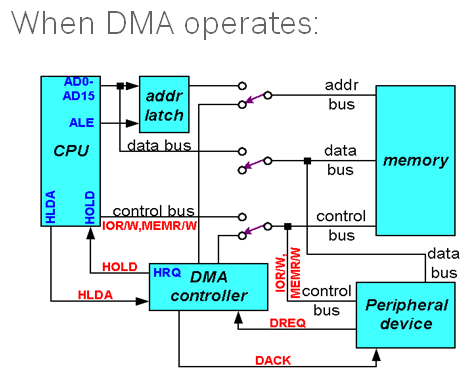 When DMA operates:
AD0-
AD15
ALE
CPU
HLDA
HOLD
addr
latch
addr
bus
data bus
data
bus
memory
control bus
IOR/W,MEMR/W
control
bus
HOLD
HRQ
DMA
controller
HLDA
IOR/W,
MEMR/W
control
bus
data
bus
Peripheral
device
DREQ
DACK